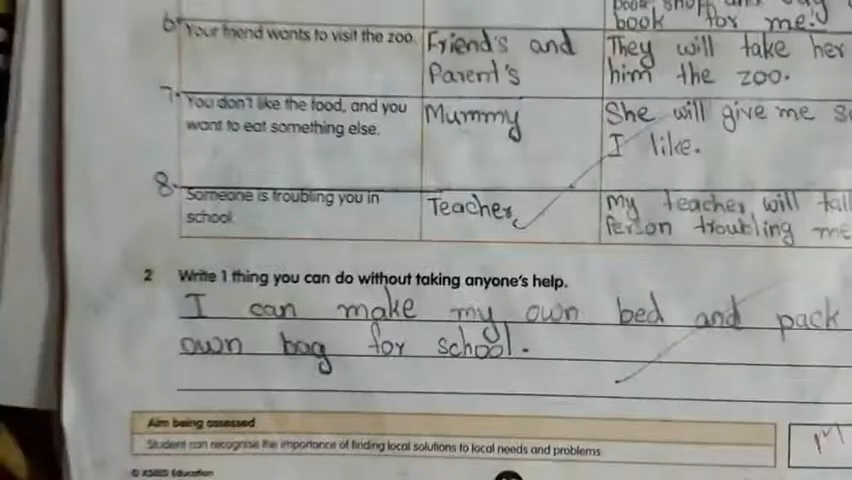 book for me.
6. Your friend wants to visit the zoo. Friend's and They will take her
Parent's him the zoo.
7. You don't like the food, and you Mummy She will give me
want to eat something else. I like.
8. Someone is troubling you in Teacher My teacher will
school. Person troubling me
2 Write 1 thing you can do without taking anyone's help.
I can make my own bed and pack
own bag for school.
Aim being assessed
Student can recognise the importance of finding local solutions to local needs and problems
Education